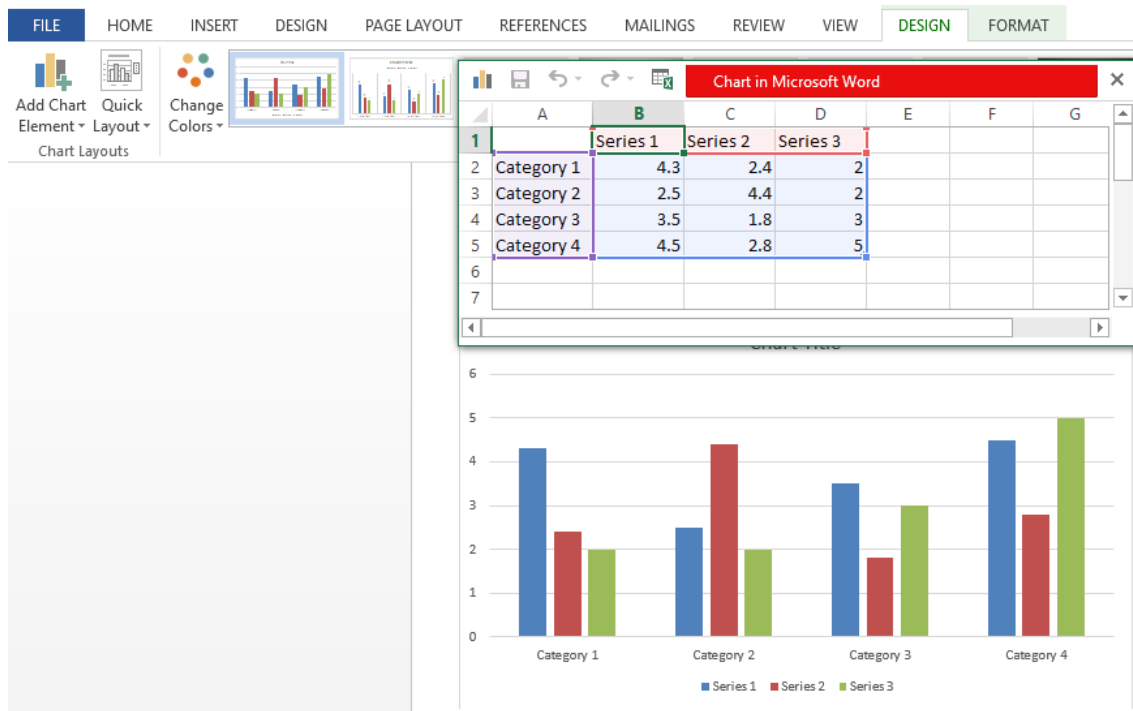 FILE HOME INSERT DESIGN PAGE LAYOUT REFERENCES MAILINGS REVIEW VIEW DESIGN FORMAT
Add Chart Element Quick Layout Change Colors
Chart Layouts
Chart in Microsoft Word
A B C D E F G
1 Series 1 Series 2 Series 3
2 Category 1 4.3 2.4 2
3 Category 2 2.5 4.4 2
4 Category 3 3.5 1.8 3
5 Category 4 4.5 2.8 5
6
7
Chart Title
6
5
4
3
2
1
0
Category 1 Category 2 Category 3 Category 4
Series 1 Series 2 Series 3